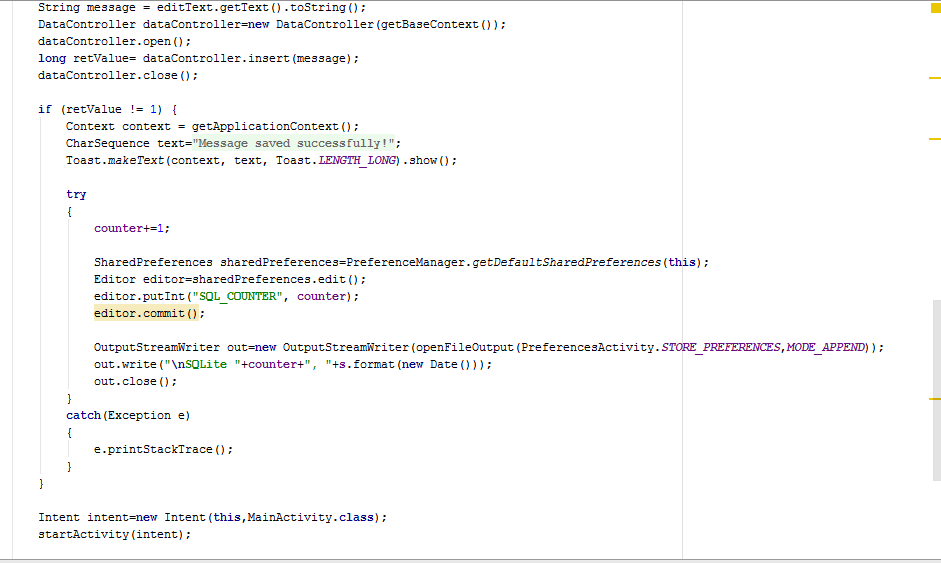 String message = editText.getText().toString();
DataController dataController=new DataController(getBaseContext());
dataController.open();
long retValue= dataController.insert(message);
dataController.close();
if (retValue != 1) {
Context context = getApplicationContext();
CharSequence text="Message saved successfully!";
Toast.makeText(context, text, Toast.LENGTH_LONG).show();
try
{
counter+=1;
SharedPreferences sharedPreferences=PreferenceManager.getDefaultSharedPreferences(this);
Editor editor=sharedPreferences.edit();
editor.putInt("SQL_COUNTER", counter);
editor.commit();
OutputStreamWriter out=new OutputStreamWriter(openFileOutput(PreferencesActivity.STORE_PREFERENCES,MODE_APPEND));
out.write("\nSQLite "+counter+", "+s.format(new Date()));
out.close();
}
catch(Exception e)
{
e.printStackTrace();
}
}
Intent intent=new Intent(this,MainActivity.class);
startActivity(intent);